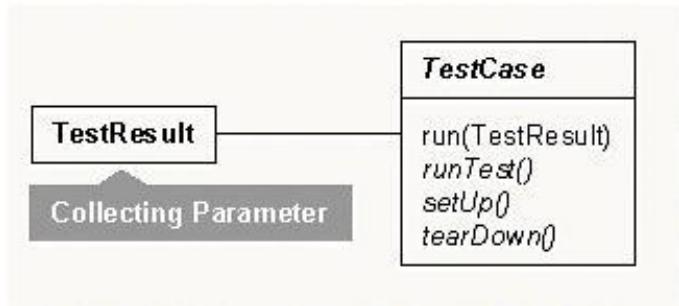 TestCase
TestResult
run(TestResult)
runTest()
setUp()
tearDown()
Collecting Parameter